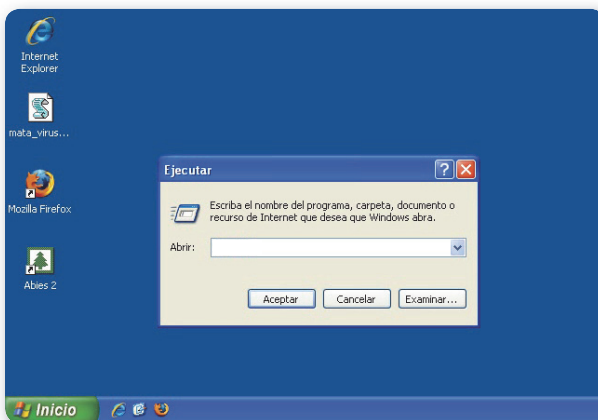 Internet
Explorer
mata_virus...
Mozilla Firefox
Abies 2
Ejecutar
Escriba el nombre del programa, carpeta, documento o
recurso de Internet que desea que Windows abra.
Abrir:
Aceptar
Cancelar
Examinar...
Inicio